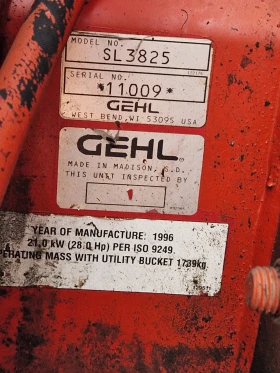 MODEL NO.
SL3825
SERIAL NO.
*11009*
GEHL
WEST BEND, WI 53095 USA
GEHL
MADE IN MADISON, S.D.
THIS UNIT INSPECTED BY
1
YEAR OF MANUFACTURE: 1996
21.0 kW (28.0 Hp) PER ISO 9249.
OPERATING MASS WITH UTILITY BUCKET 1739kg.